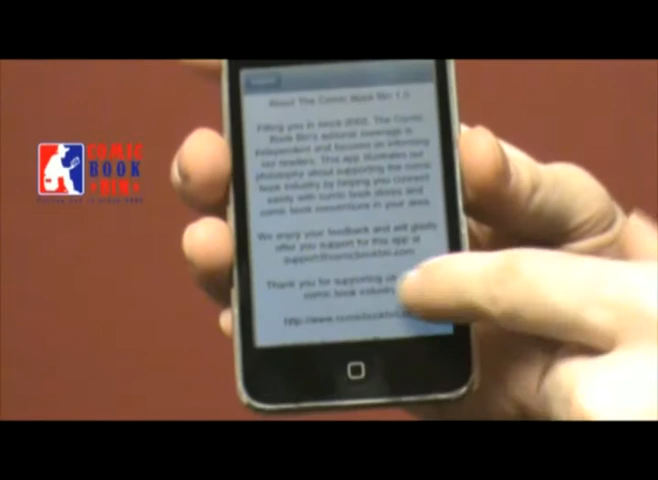 COMIC
BOOK
BIN
About The Comic Book Bin 1.0
Filling you in since 2002, The Comic
Book Bin's editorial coverage is
independent and focuses on informing
our readers. This app illustrates our
philosophy about supporting the comic
book industry by helping you connect
easily with comic book stores and
comic book conventions in your area.
We enjoy your feedback and will gladly
offer you support for this app at
support@comicbookbin.com
Thank you for supporting us
comic book industry
http://www.comicbookbin